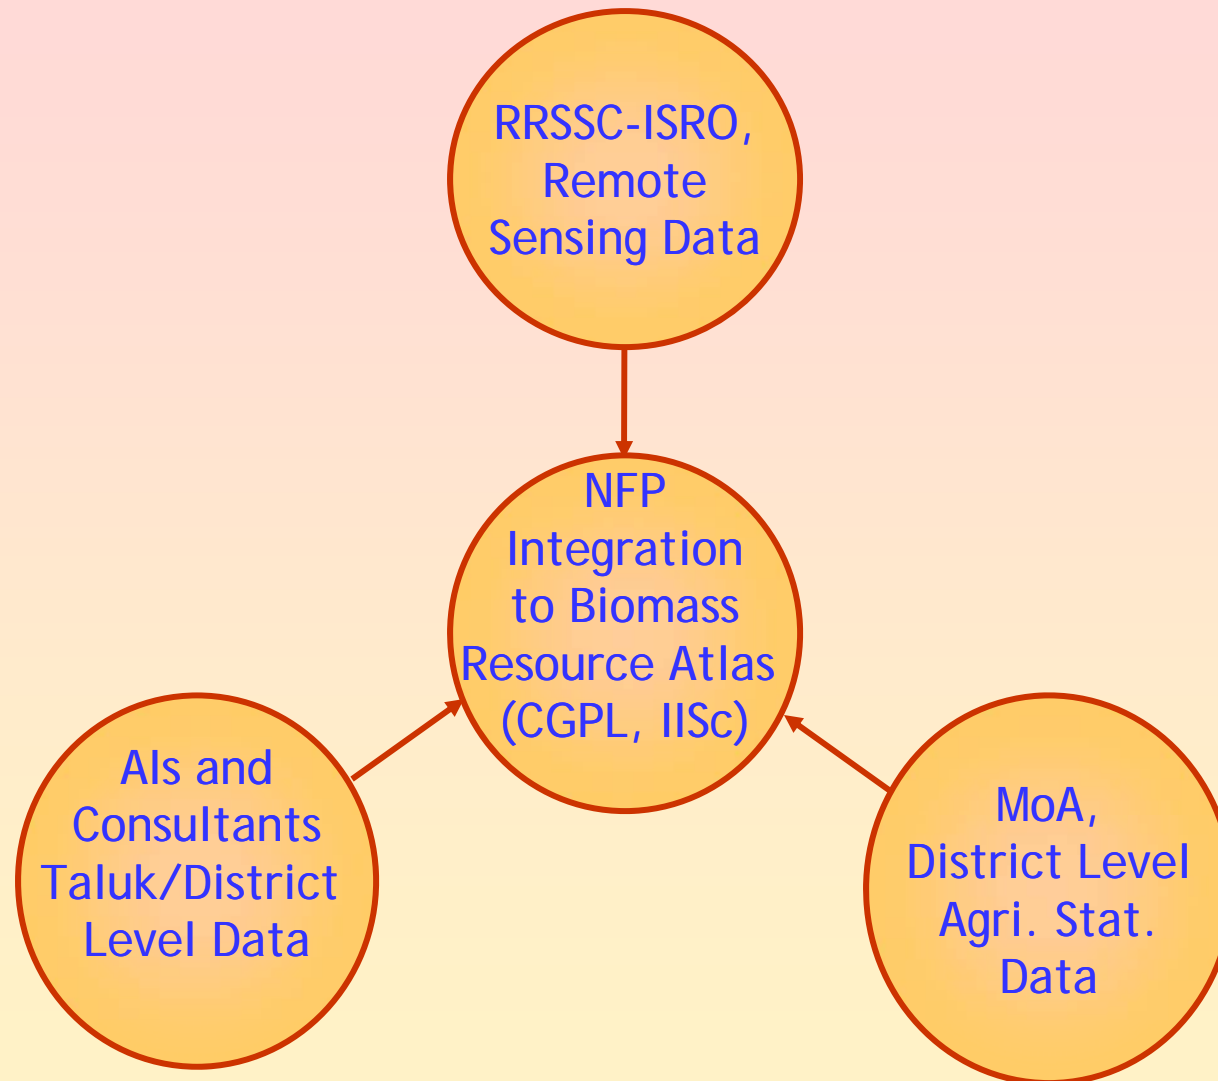 RRSSC-ISRO,
Remote
Sensing Data
NFP
Integration
to Biomass
Resource Atlas
(CGPL, IISc)
AIs and
Consultants
Taluk/District
Level Data
MoA,
District Level
Agri. Stat.
Data